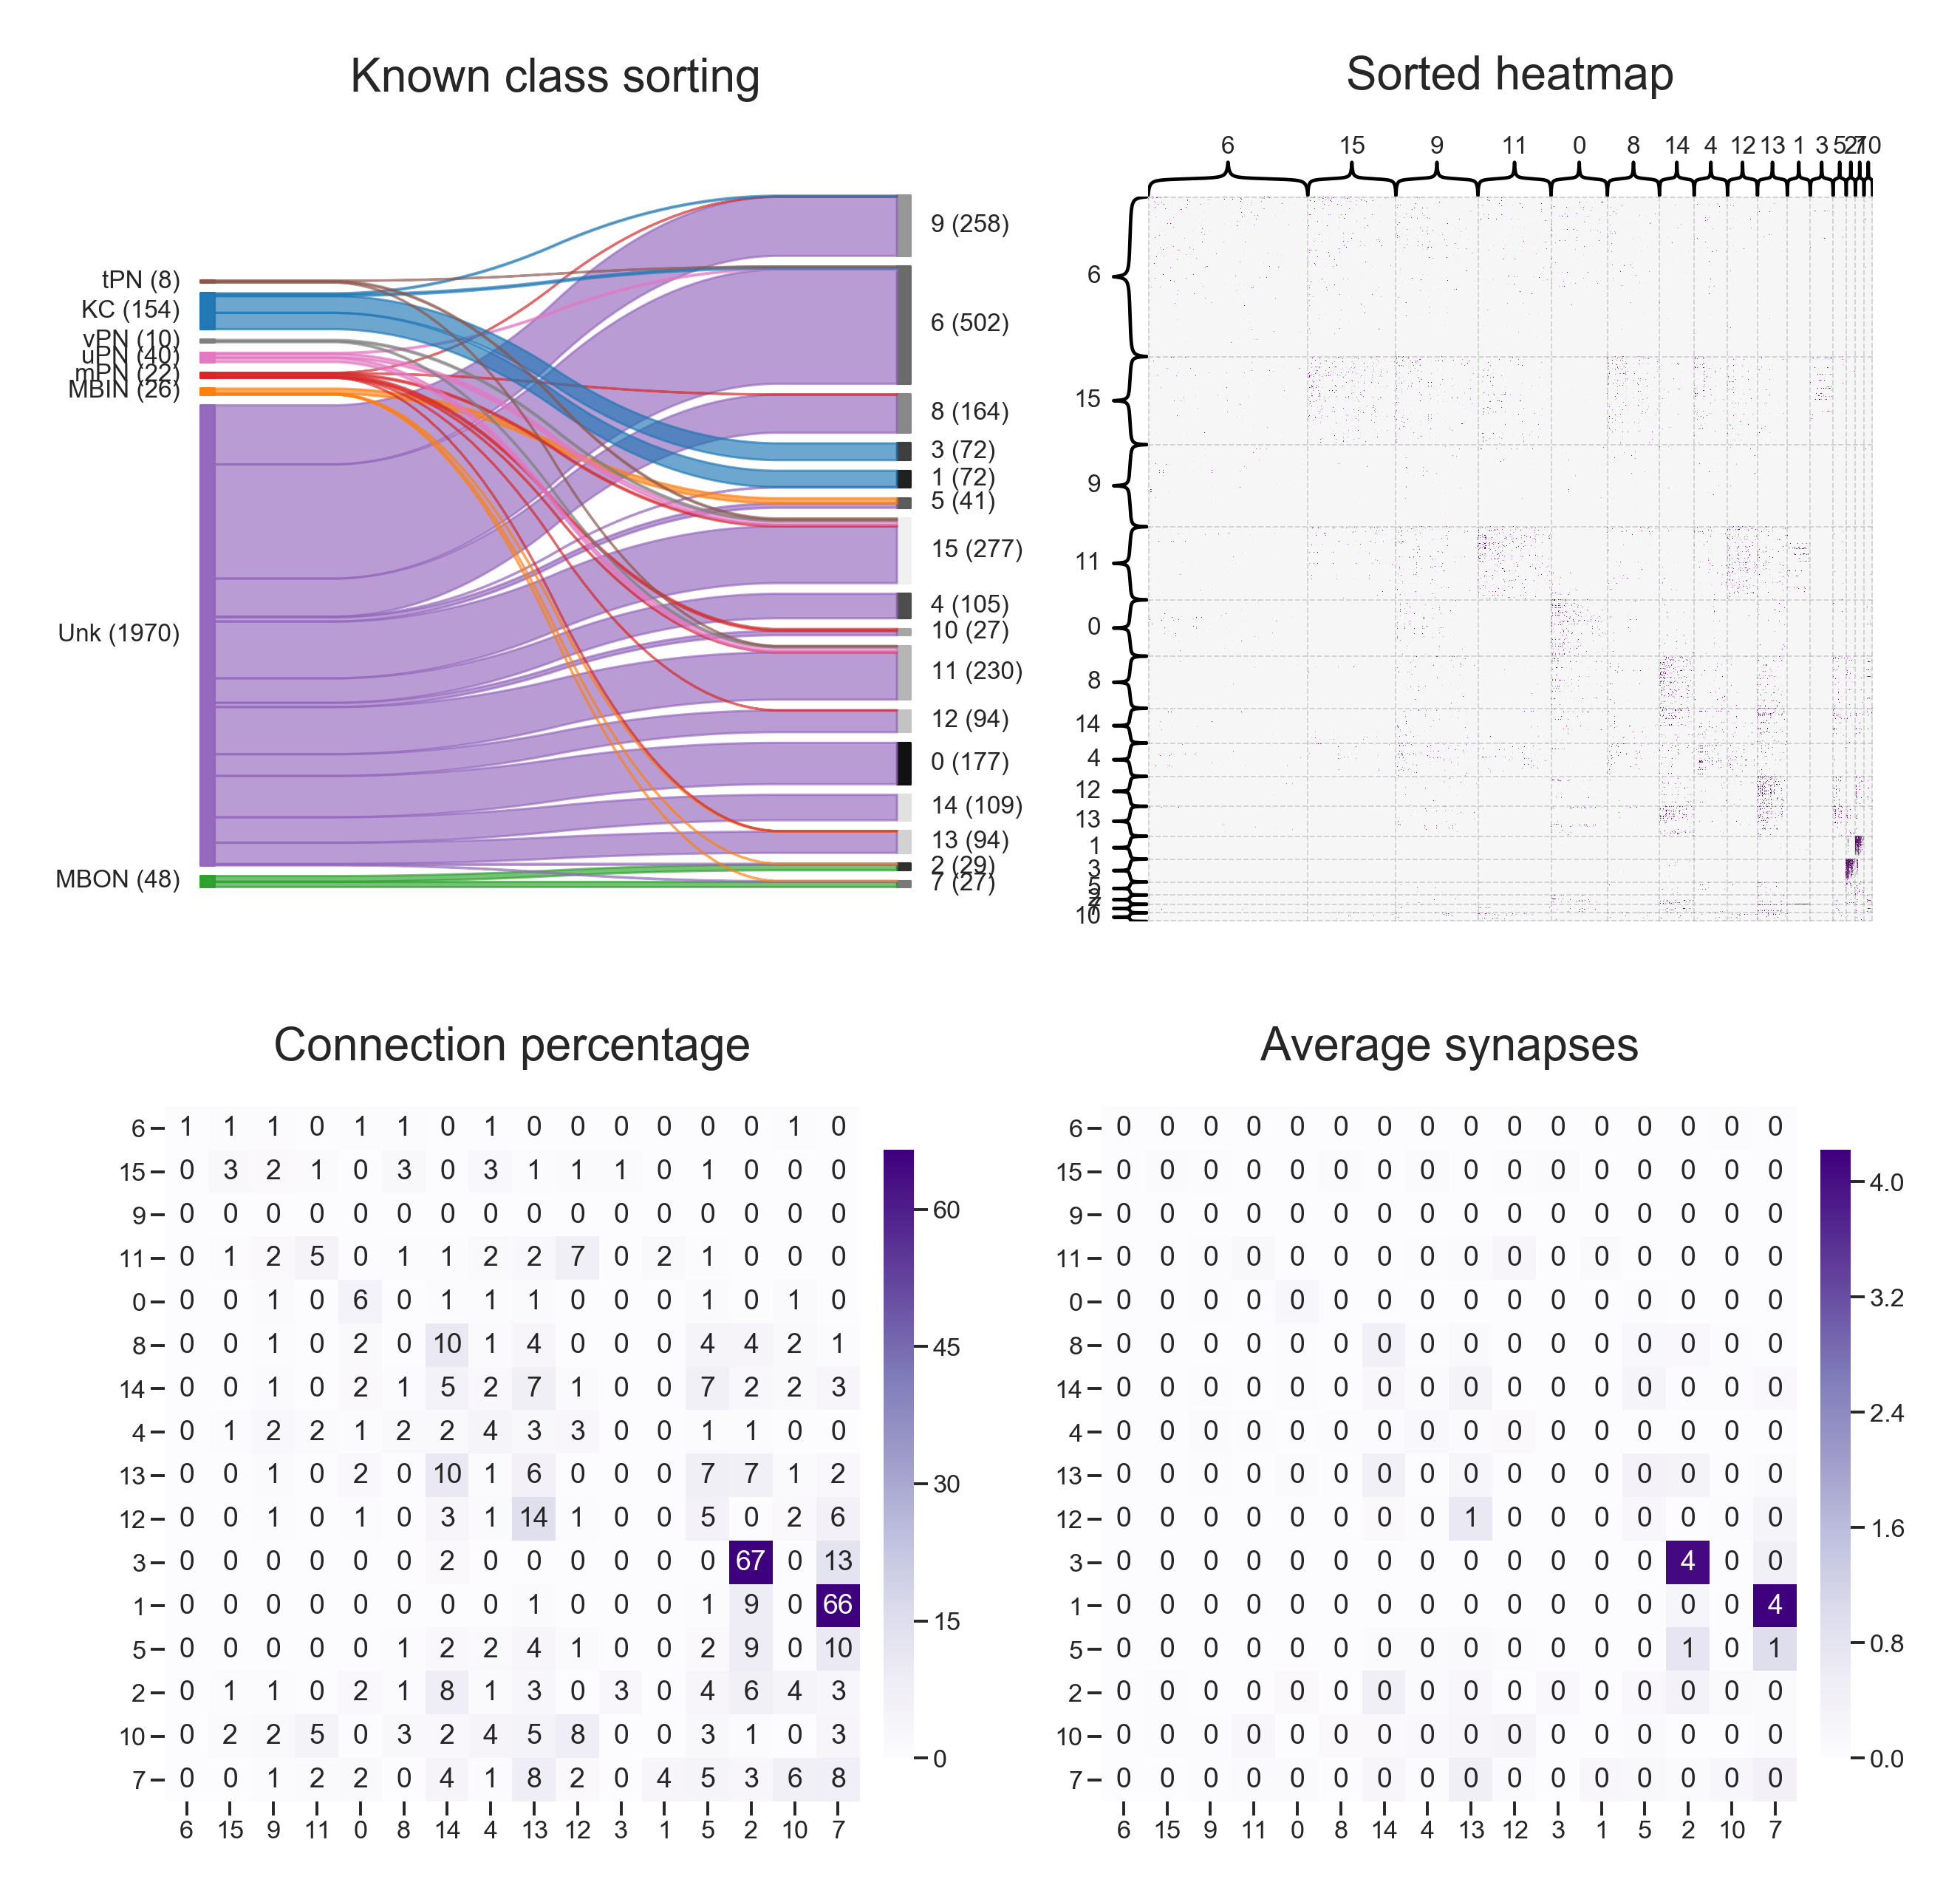 Known class sorting
tPN (8)
KC (154)
vPN (10)
uPN (40)
mPN (22)
MBIN (26)
Unk (1970)
MBON (48)
9 (258)
6 (502)
8 (164)
3 (72)
1 (72)
5 (41)
15 (277)
4 (105)
10 (27)
11 (230)
12 (94)
0 (177)
14 (109)
13 (94)
2 (29)
7 (27)
Sorted heatmap
6 15 9 11 0 8 14 4 12 13 1 3 5 2 7 10
6
15
9
11
0
8
14
4
12
13
1
3
5
2
7
10
Connection percentage
6 1 1 1 0 1 1 0 1 0 0 0 0 0 0 1 0
15 0 3 2 1 0 3 0 3 1 1 1 0 1 0 0 0
9 0 0 0 0 0 0 0 0 0 0 0 0 0 0 0 0
11 0 1 2 5 0 1 1 2 2 7 0 2 1 0 0 0
0 0 0 1 0 6 0 1 1 1 0 0 0 1 0 1 0
8 0 0 1 0 2 0 10 1 4 0 0 0 4 4 2 1
14 0 0 1 0 2 1 5 2 7 1 0 0 7 2 2 3
4 0 1 2 2 1 2 2 4 3 3 0 0 1 1 0 0
13 0 0 1 0 2 0 10 1 6 0 0 0 7 7 1 2
12 0 0 1 0 1 0 3 1 14 1 0 0 5 0 2 6
3 0 0 0 0 0 0 2 0 0 0 0 0 0 67 0 13
1 0 0 0 0 0 0 0 0 1 0 0 0 1 9 0 66
5 0 0 0 0 0 1 2 2 4 1 0 0 2 9 0 10
2 0 1 1 0 2 1 8 1 3 0 3 0 4 6 4 3
10 0 2 2 5 0 3 2 4 5 8 0 0 3 1 0 3
7 0 0 1 2 2 0 4 1 8 2 0 4 5 3 6 8
6 15 9 11 0 8 14 4 13 12 3 1 5 2 10 7
60
45
30
15
0
Average synapses
6 0 0 0 0 0 0 0 0 0 0 0 0 0 0 0 0
15 0 0 0 0 0 0 0 0 0 0 0 0 0 0 0 0
9 0 0 0 0 0 0 0 0 0 0 0 0 0 0 0 0
11 0 0 0 0 0 0 0 0 0 0 0 0 0 0 0 0
0 0 0 0 0 0 0 0 0 0 0 0 0 0 0 0 0
8 0 0 0 0 0 0 0 0 0 0 0 0 0 0 0 0
14 0 0 0 0 0 0 0 0 0 0 0 0 0 0 0 0
4 0 0 0 0 0 0 0 0 0 0 0 0 0 0 0 0
13 0 0 0 0 0 0 0 0 0 0 0 0 0 0 0 0
12 0 0 0 0 0 0 0 0 1 0 0 0 0 0 0 0
3 0 0 0 0 0 0 0 0 0 0 0 0 0 4 0 0
1 0 0 0 0 0 0 0 0 0 0 0 0 0 0 0 4
5 0 0 0 0 0 0 0 0 0 0 0 0 0 1 0 1
2 0 0 0 0 0 0 0 0 0 0 0 0 0 0 0 0
10 0 0 0 0 0 0 0 0 0 0 0 0 0 0 0 0
7 0 0 0 0 0 0 0 0 0 0 0 0 0 0 0 0
6 15 9 11 0 8 14 4 13 12 3 1 5 2 10 7
4.0
3.2
2.4
1.6
0.8
0.0